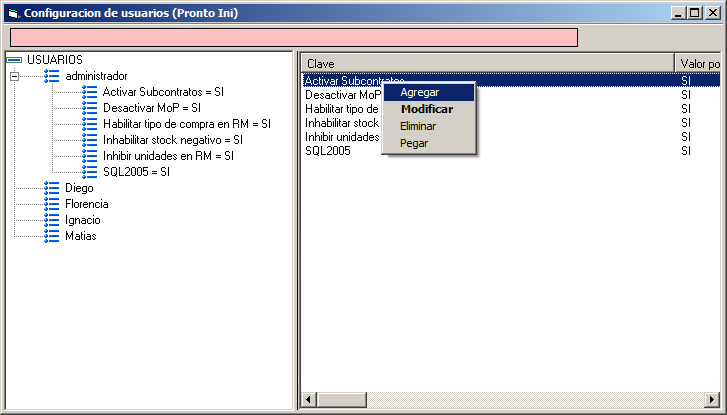 Configuracion de usuarios (Pronto Ini)
USUARIOS
administrador
Activar Subcontratos = SI
Desactivar MoP = SI
Habilitar tipo de compra en RM = SI
Inhabilitar stock negativo = SI
Inhibir unidades en RM = SI
SQL2005 = SI
Diego
Florencia
Ignacio
Matias
Clave Valor po
Activar Subcontratos SI
Desactivar MoP SI
Habilitar tipo de SI
Inhabilitar stock SI
Inhibir unidades SI
SQL2005 SI
Agregar
Modificar
Eliminar
Pegar